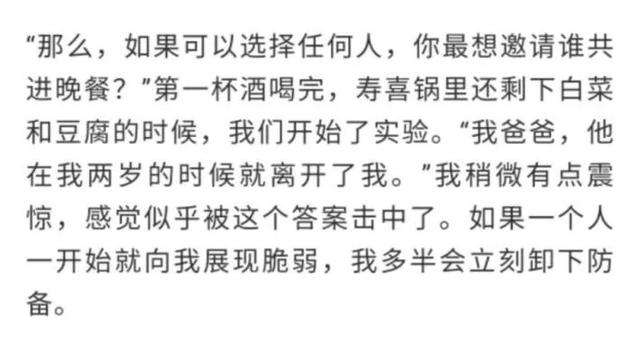 “那么，如果可以选择任何人，你最想邀请谁共
进晚餐？”第一杯酒喝完，寿喜锅里还剩下白菜
和豆腐的时候，我们开始了实验。“我爸爸，他
在我两岁的时候就离开了我。”我稍微有点震
惊，感觉似乎被这个答案击中了。如果一个人
一开始就向我展现脆弱，我多半会立刻卸下防
备。